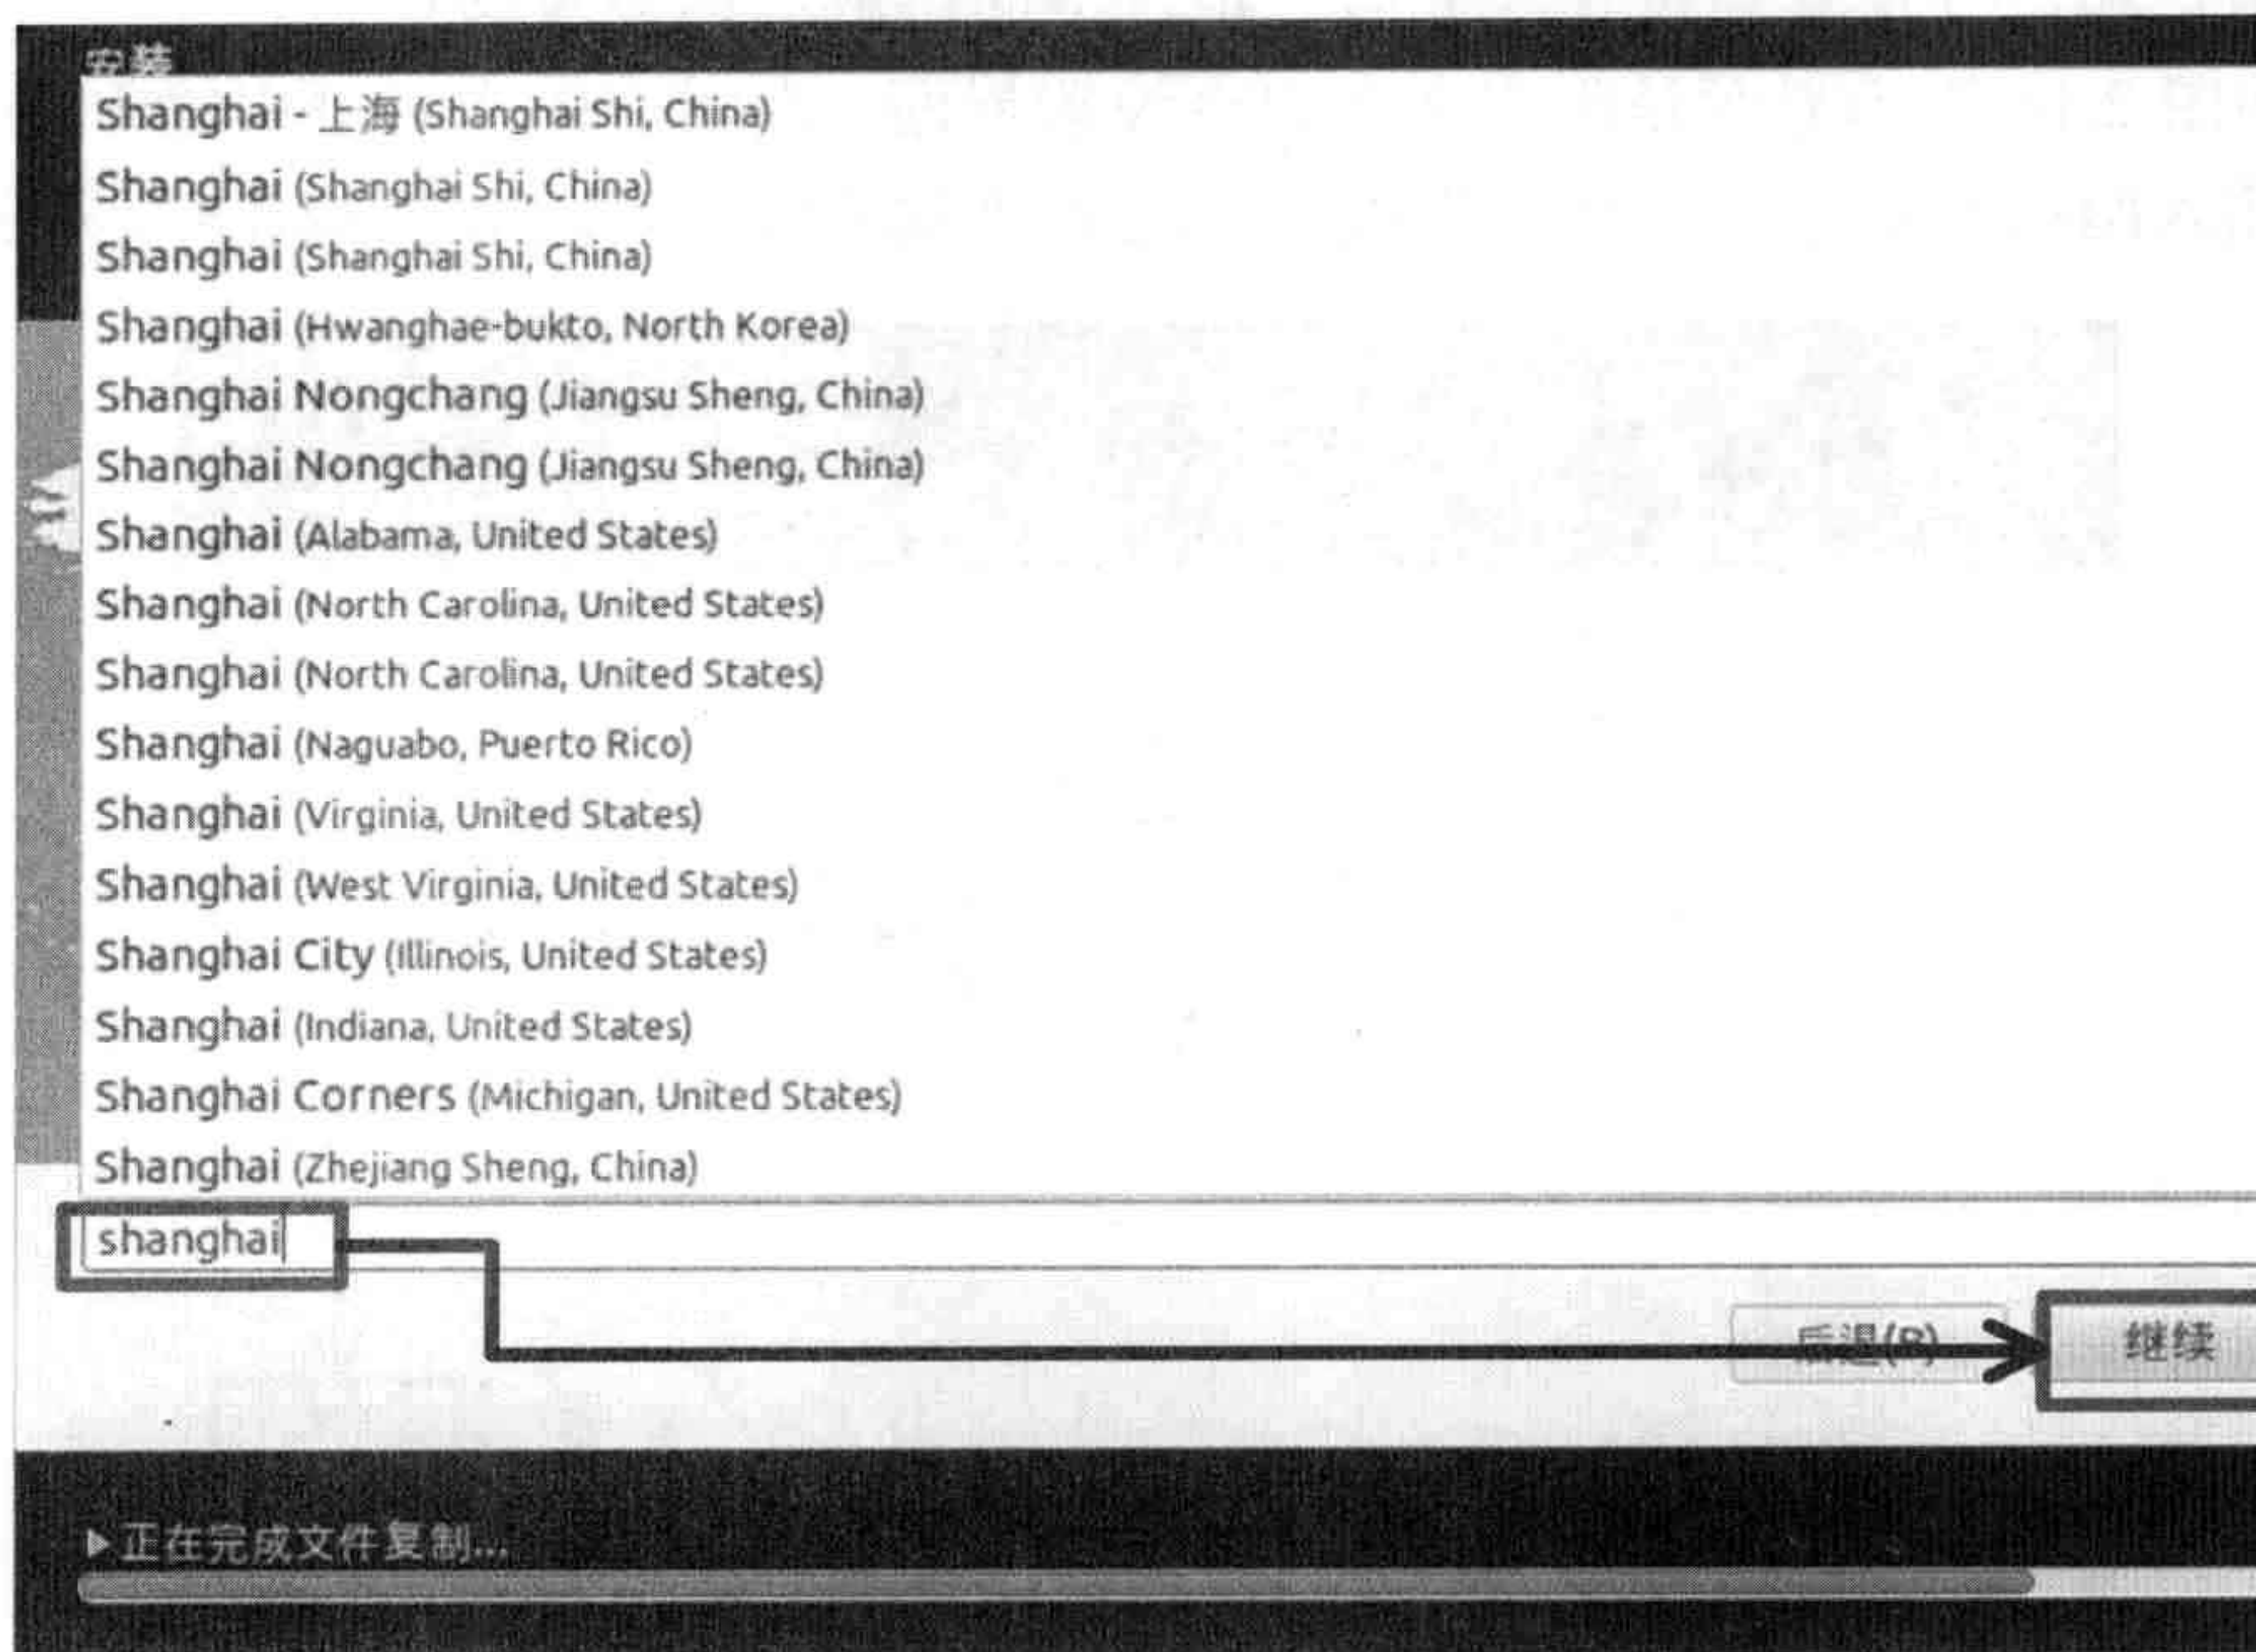 安装
Shanghai - 上海 (Shanghai Shi, China)
Shanghai (Shanghai Shi, China)
Shanghai (Shanghai Shi, China)
Shanghai (Hwanghae-bukto, North Korea)
Shanghai Nongchang (Jiangsu Sheng, China)
Shanghai Nongchang (Jiangsu Sheng, China)
Shanghai (Alabama, United States)
Shanghai (North Carolina, United States)
Shanghai (North Carolina, United States)
Shanghai (Naguabo, Puerto Rico)
Shanghai (Virginia, United States)
Shanghai (West Virginia, United States)
Shanghai City (Illinois, United States)
Shanghai (Indiana, United States)
Shanghai Corners (Michigan, United States)
Shanghai (Zhejiang Sheng, China)
shanghai
后退(B) 继续
正在完成文件复制...